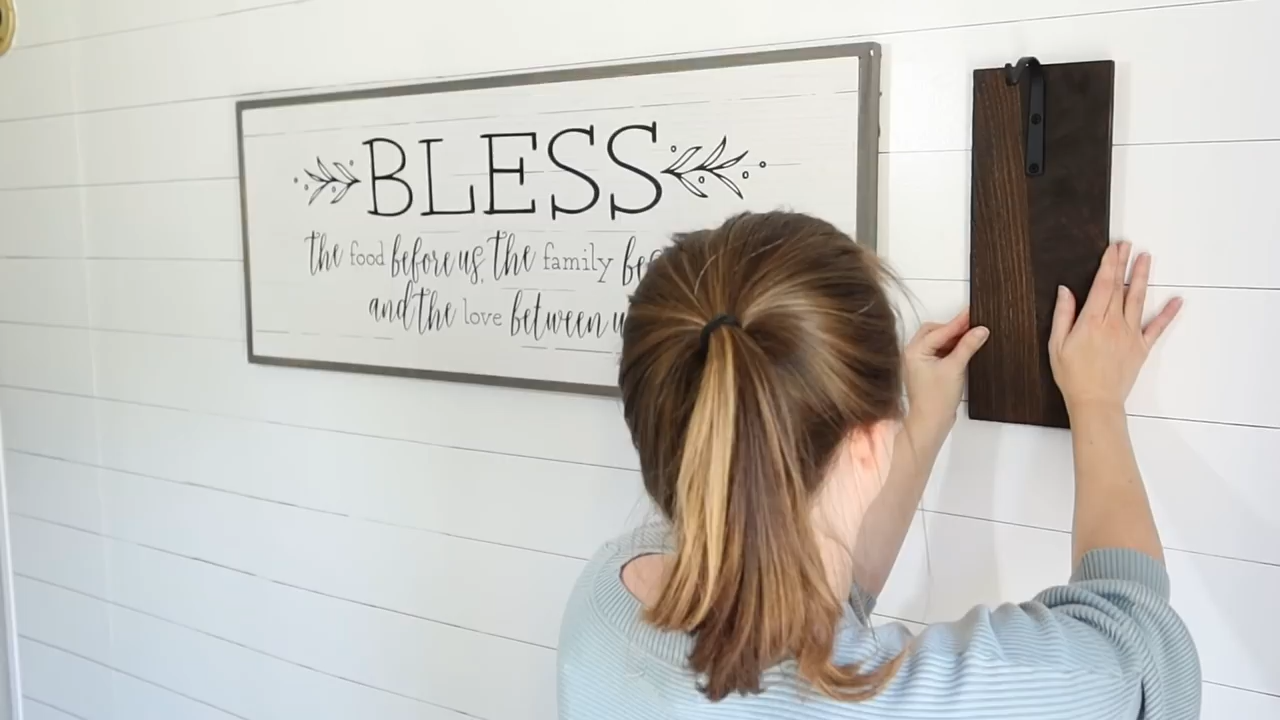 BLESS
the food before us, the family
and the love between